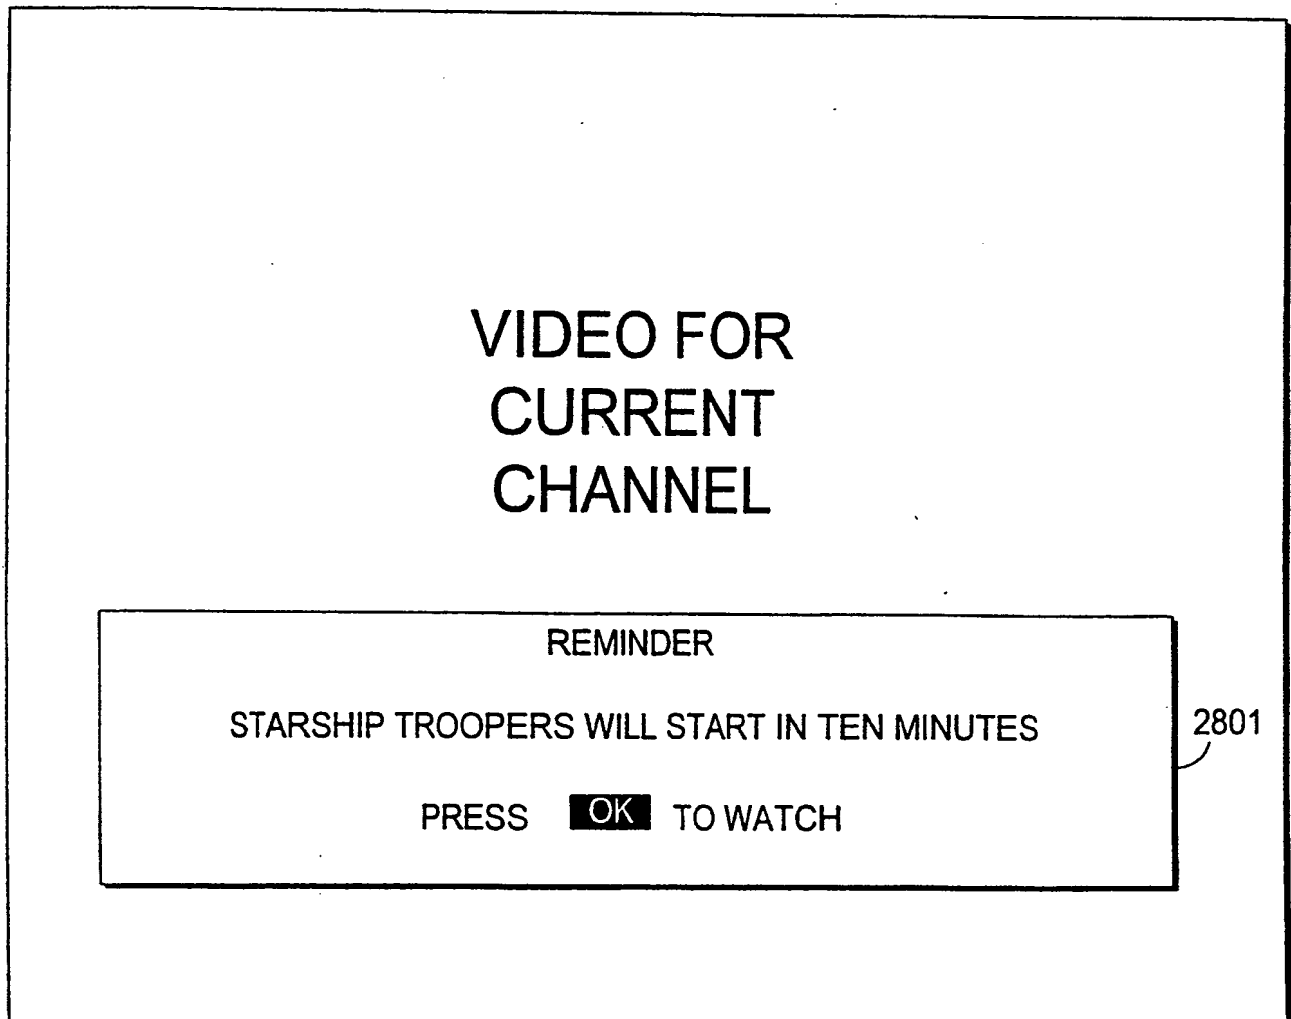 VIDEO FOR
CURRENT
CHANNEL
REMINDER
STARSHIP TROOPERS WILL START IN TEN MINUTES
2801
PRESS OK TO WATCH